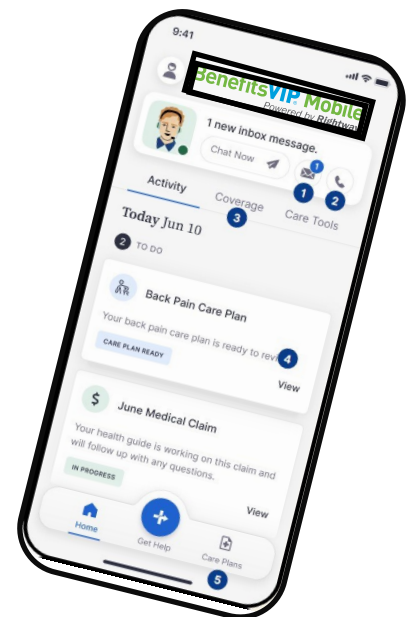 9:41
BenefitsVIP Mobile
Powered by Rightway
1 new inbox message.
Chat Now
1
1
2
Activity
Coverage
Care Tools
3
Today Jun 10
2 TO DO
Back Pain Care Plan
Your back pain care plan is ready to revi
4
CARE PLAN READY
View
$
June Medical Claim
Your health guide is working on this claim and
will follow up with any questions.
IN PROGRESS
View
Home
Get Help
Care Plans
5